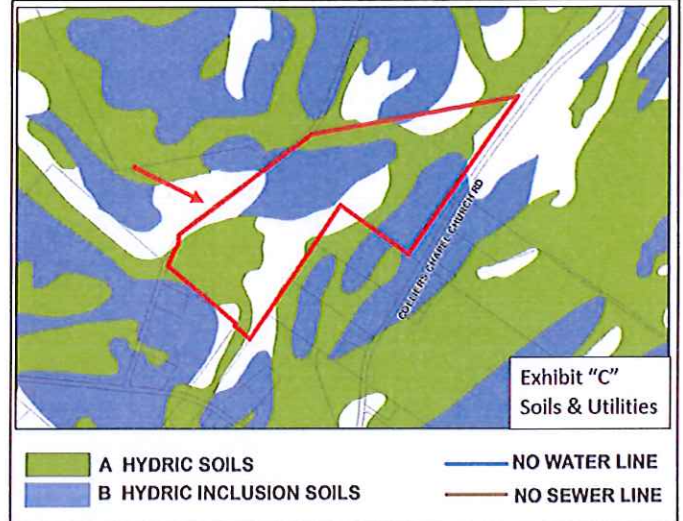 COLLIERS CHAPEL CHURCH RD
Exhibit "C"
Soils & Utilities
A HYDRIC SOILS
B HYDRIC INCLUSION SOILS
NO WATER LINE
NO SEWER LINE